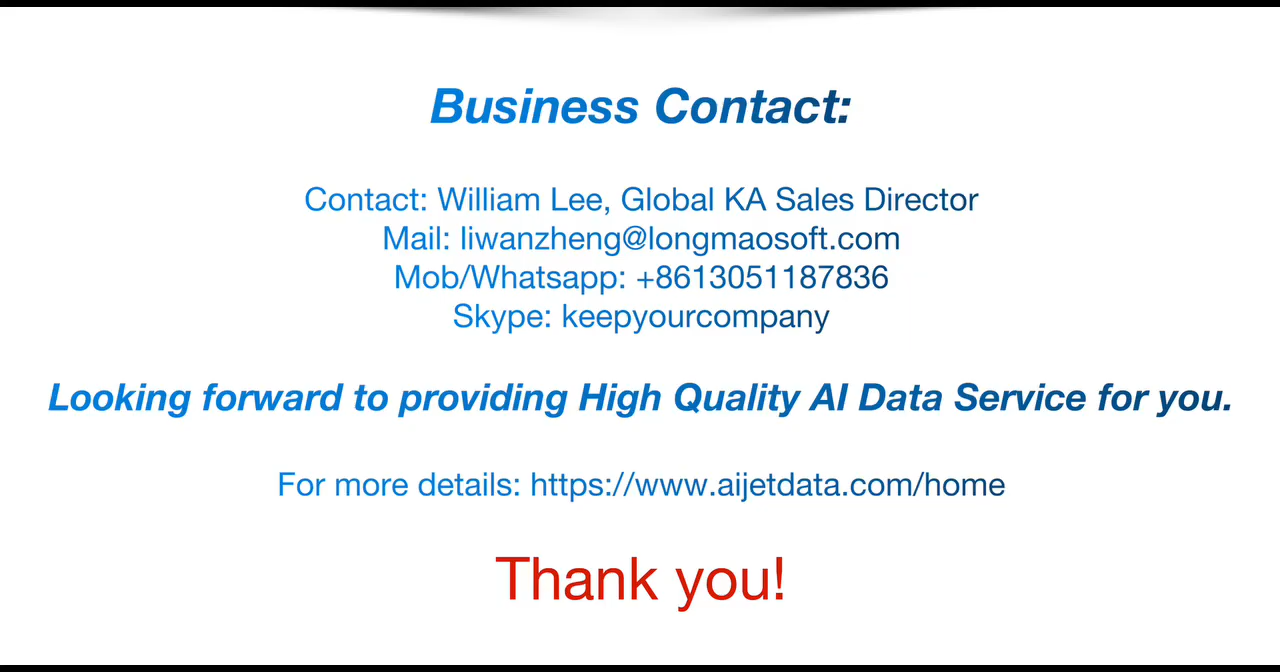 Business Contact:
Contact: William Lee, Global KA Sales Director
Mail: liwanzheng@longmaosoft.com
Mob/Whatsapp: +8613051187836
Skype: keepyourcompany
Looking forward to providing High Quality AI Data Service for you.
For more details: https://www.aijetdata.com/home
Thank you!